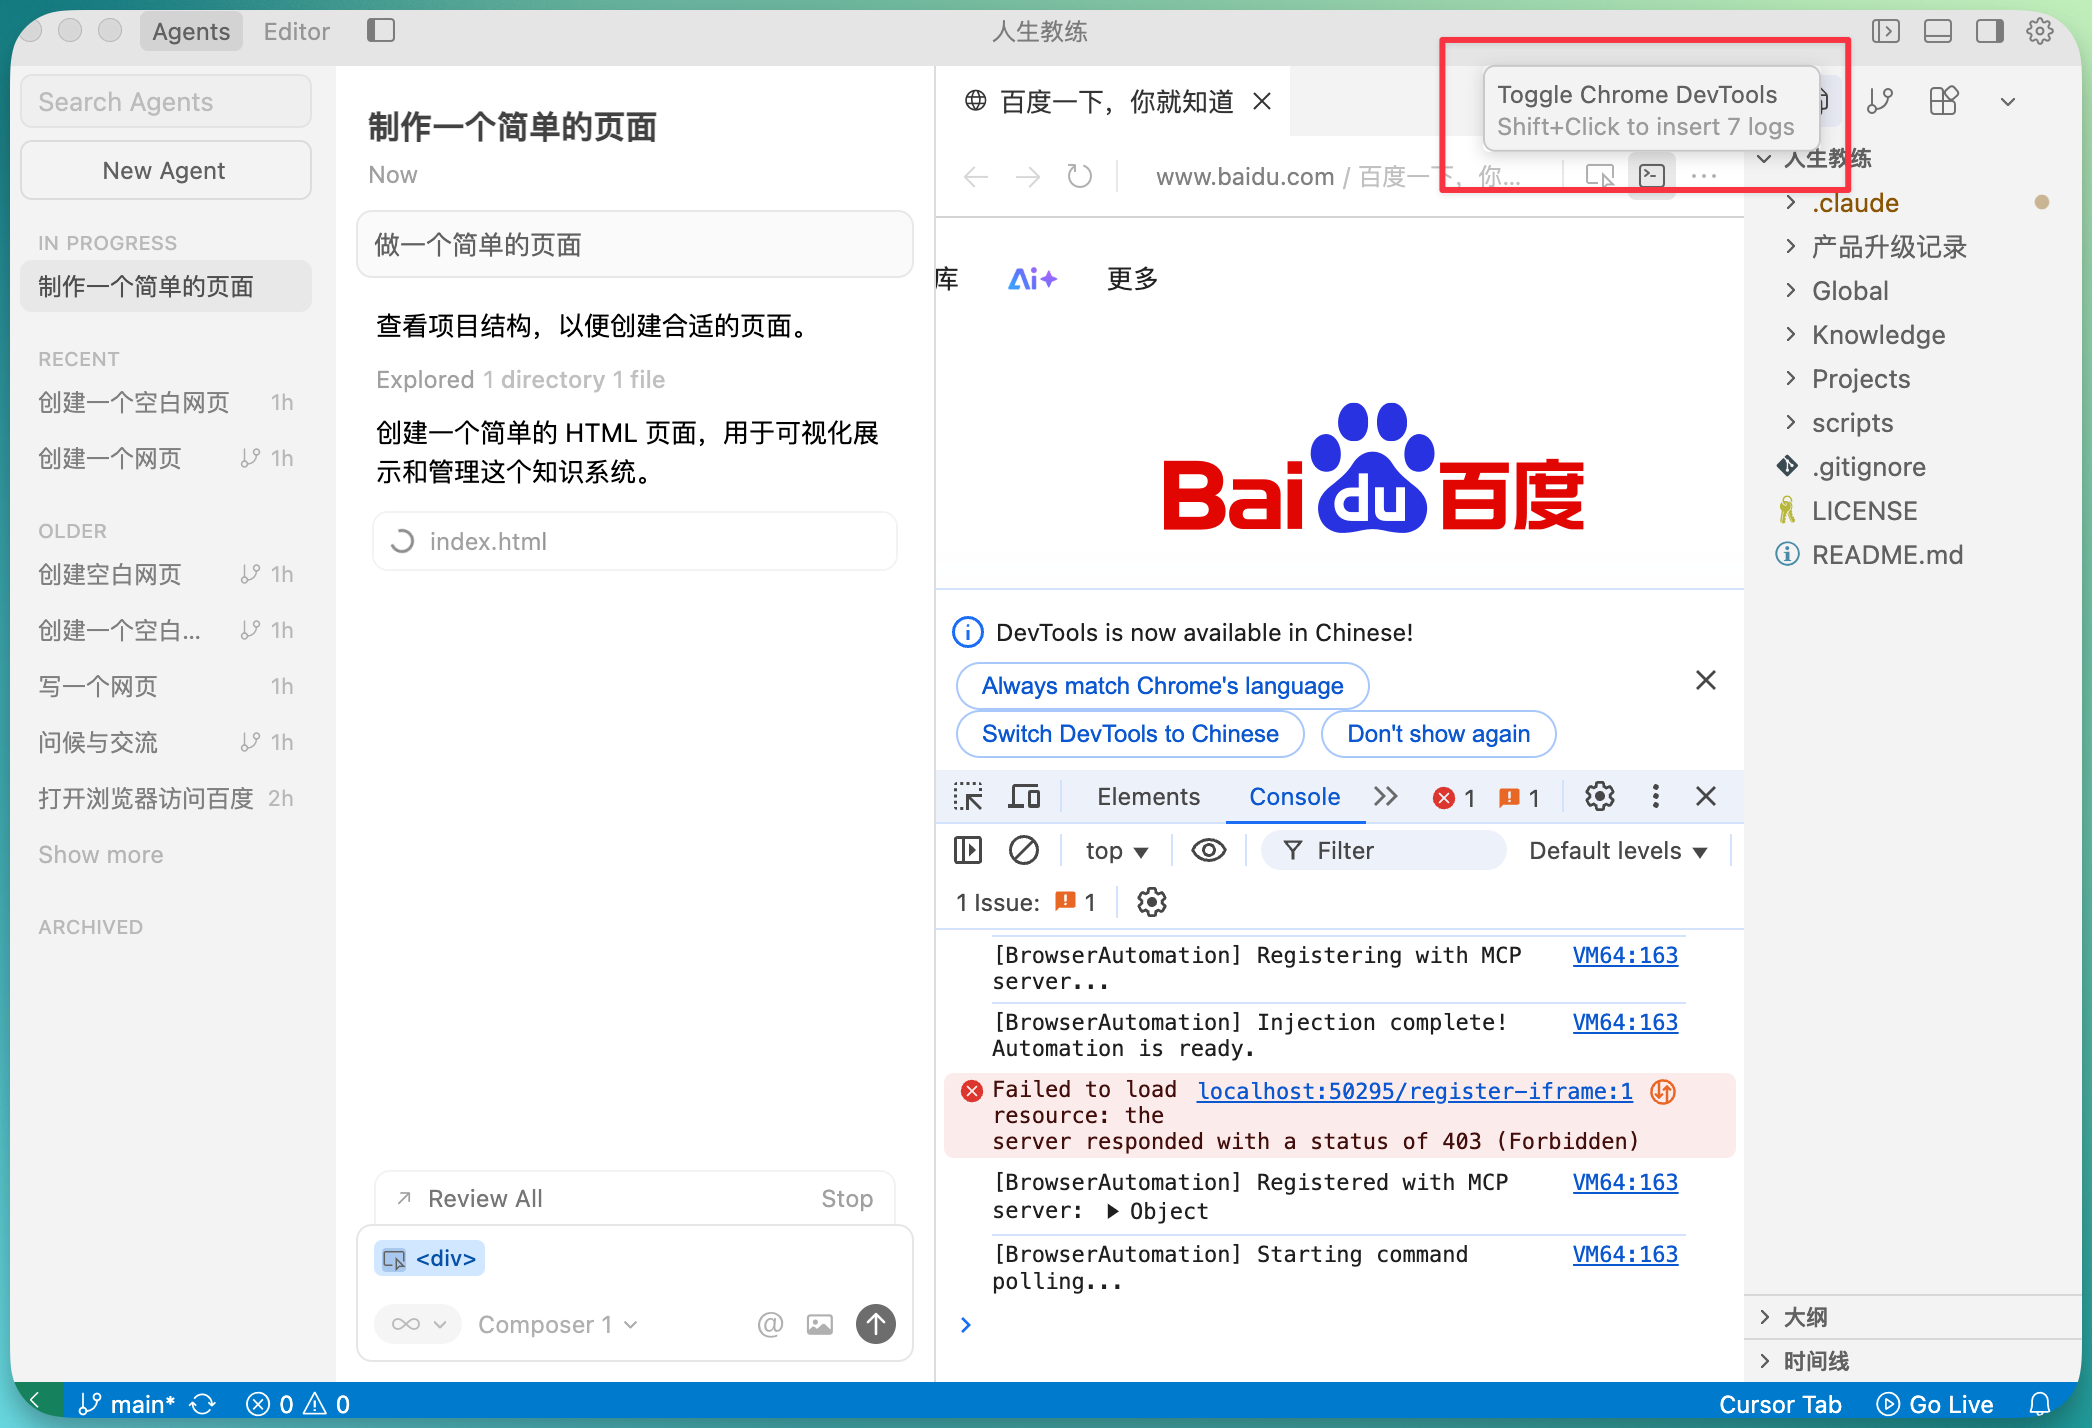 Agents
Editor
人生教练
Search Agents
New Agent
IN PROGRESS
制作一个简单的页面
RECENT
创建一个空白网页 1h
创建一个网页 1h
OLDER
创建空白网页 1h
创建一个空白... 1h
写一个网页 1h
问候与交流 1h
打开浏览器访问百度 2h
Show more
ARCHIVED
制作一个简单的页面
Now
做一个简单的页面
查看项目结构，以便创建合适的页面。
Explored 1 directory 1 file
创建一个简单的 HTML 页面，用于可视化展
示和管理这个知识系统。
index.html
Review All Stop
<div>
Composer 1
百度一下，你就知道
Toggle Chrome DevTools
Shift+Click to insert 7 logs
www.baidu.com / 百度一下，你...
库 Ai 更多
Bai du 百度
DevTools is now available in Chinese!
Always match Chrome's language
Switch DevTools to Chinese
Don't show again
Elements Console 1 1
top Filter Default levels
1 Issue: 1
[BrowserAutomation] Registering with MCP VM64:163
server...
[BrowserAutomation] Injection complete! VM64:163
Automation is ready.
Failed to load localhost:50295/register-iframe:1
resource: the
server responded with a status of 403 (Forbidden)
[BrowserAutomation] Registered with MCP VM64:163
server: Object
[BrowserAutomation] Starting command VM64:163
polling...
人生教练
.claude
产品升级记录
Global
Knowledge
Projects
scripts
.gitignore
LICENSE
README.md
大纲
时间线
main* 0 0
Cursor Tab Go Live